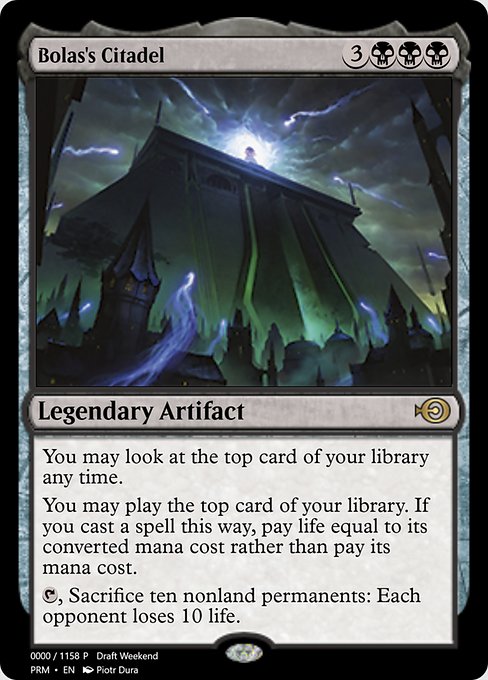 Bolas's Citadel 3
Legendary Artifact
You may look at the top card of your library
any time.
You may play the top card of your library. If
you cast a spell this way, pay life equal to its
converted mana cost rather than pay its
mana cost.
, Sacrifice ten nonland permanents: Each
opponent loses 10 life.
0000 / 1158 P Draft Weekend
PRM • EN Piotr Dura